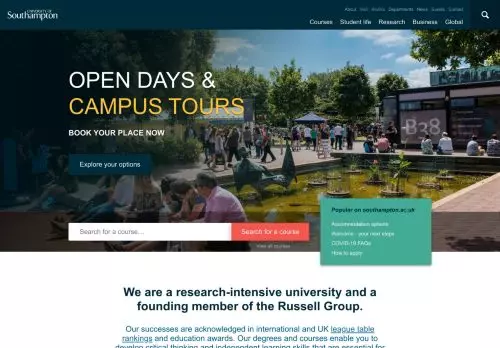 UNIVERSITY OF
Southampton
About Visit Alumni Departments News Events Contact
Courses Student life Research Business Global
OPEN DAYS &
CAMPUS TOURS
BOOK YOUR PLACE NOW
Explore your options
B38
Search for a course…
Search for a course
View all courses
Popular on southampton.ac.uk
Accommodation options
Welcome - your next steps
COVID-19 FAQs
How to apply
We are a research-intensive university and a
founding member of the Russell Group.
Our successes are acknowledged in international and UK league table
rankings and education awards. Our degrees and courses enable you to
develop critical thinking and independent learning skills that are essential for